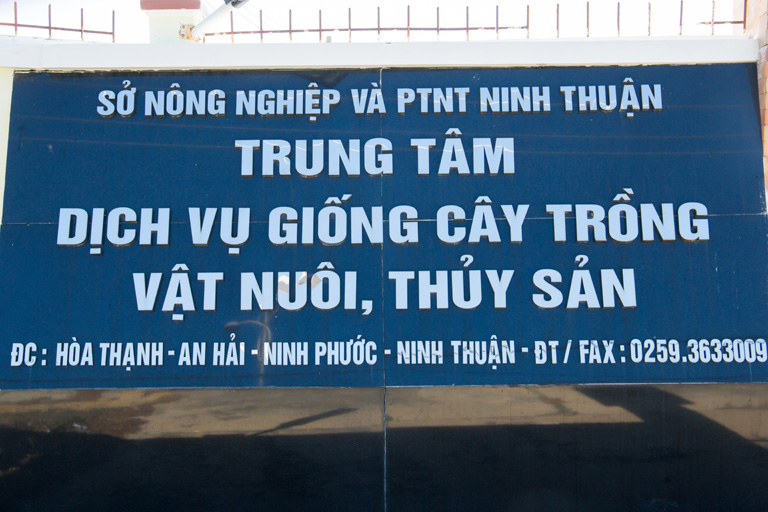 SỞ NÔNG NGHIỆP VÀ PTNT NINH THUẬN
TRUNG TÂM
DỊCH VỤ GIỐNG CÂY TRỒNG
VẬT NUÔI, THỦY SẢN
ĐC : HÒA THẠNH - AN HẢI - NINH PHƯỚC - NINH THUẬN - ĐT / FAX : 0259.3633009